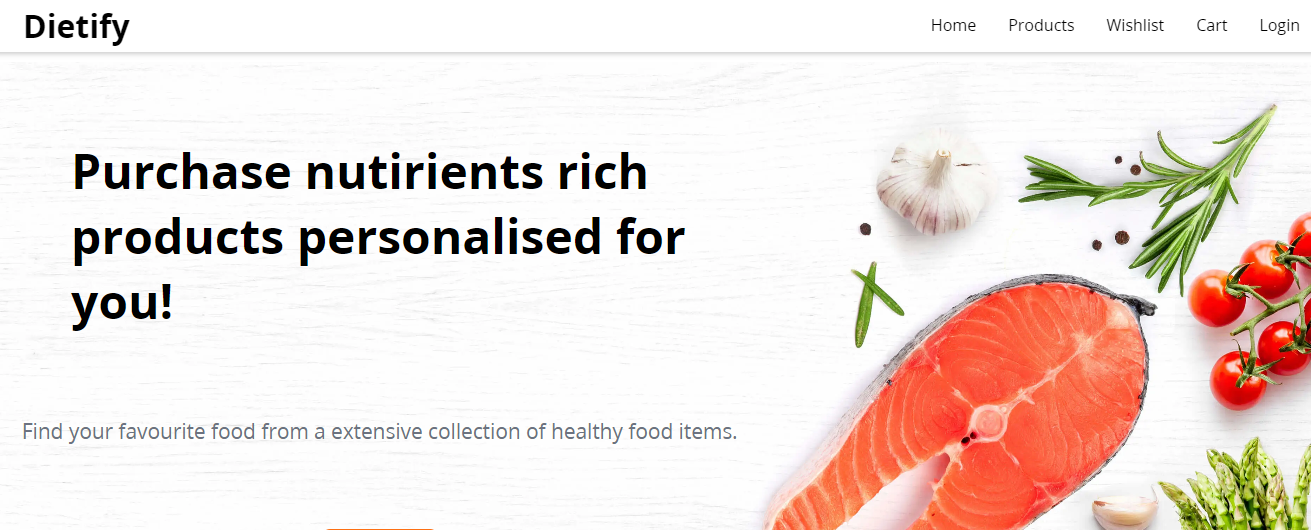 Dietify
Home Products Wishlist Cart Login
Purchase nutirients rich
products personalised for
you!
Find your favourite food from a extensive collection of healthy food items.